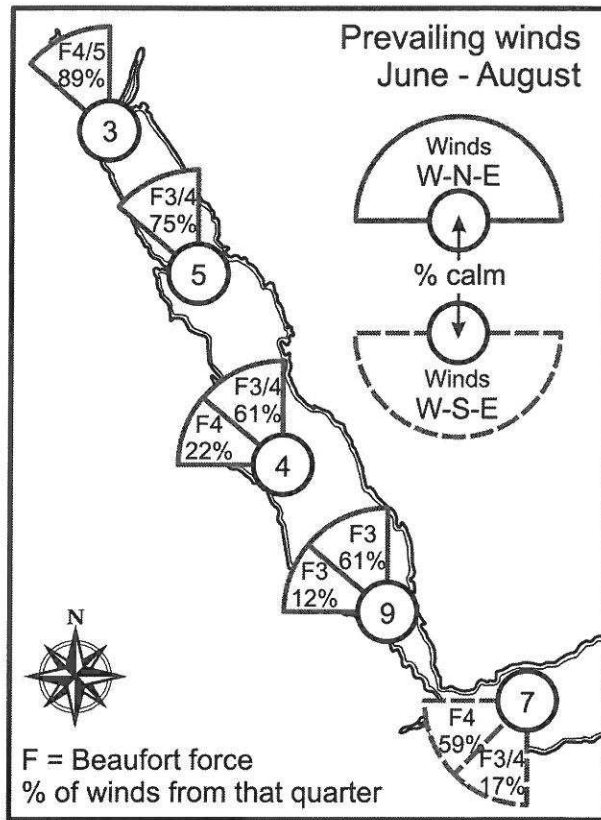 Prevailing winds
June - August
F4/5
89%
3
Winds
W-N-E
F3/4
75%
5
% calm
Winds
W-S-E
F3/4
61%
F4
22%
4
F3
61%
F3
12%
9
N
7
F4
59%
F3/4
17%
F = Beaufort force
% of winds from that quarter